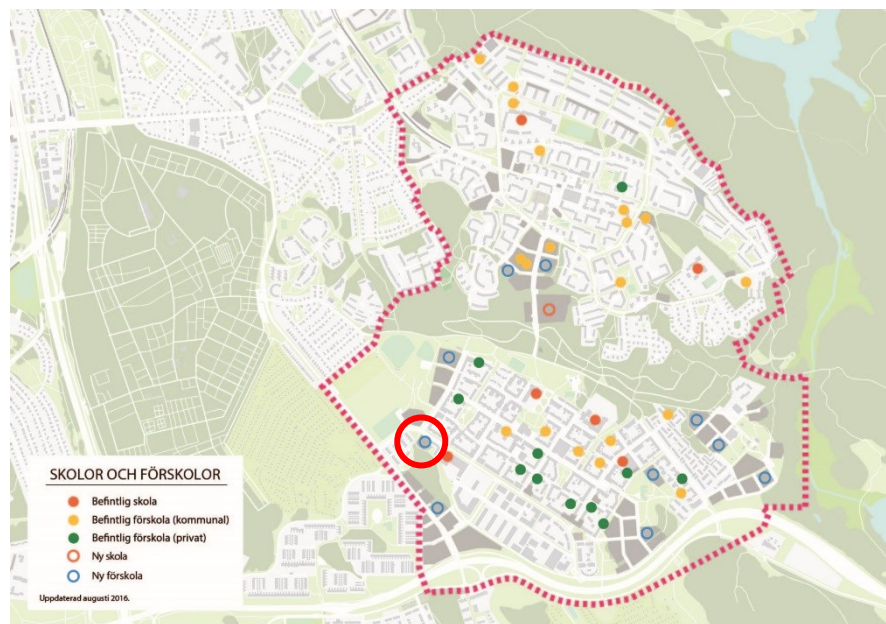 SKOLOR OCH FÖRSKOLOR
Befintlig skola
Befintlig förskola (kommunal)
Befintlig förskola (privat)
Ny skola
Ny förskola
Uppdaterad augusti 2016.